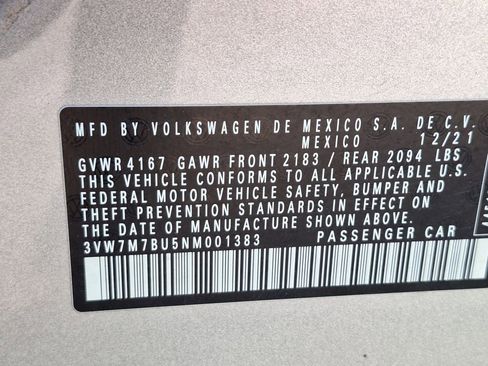 MFD BY VOLKSWAGEN DE MEXICO S.A. DE C.V.
MEXICO 12/21
GVWR 4167 GAWR FRONT 2183 / REAR 2094 LBS
THIS VEHICLE CONFORMS TO ALL APPLICABLE U.S.
FEDERAL MOTOR VEHICLE SAFETY, BUMPER AND
THEFT PREVENTION STANDARDS IN EFFECT ON
THE DATE OF MANUFACTURE SHOWN ABOVE.
3VW7M7BU5NM001383 PASSENGER CAR